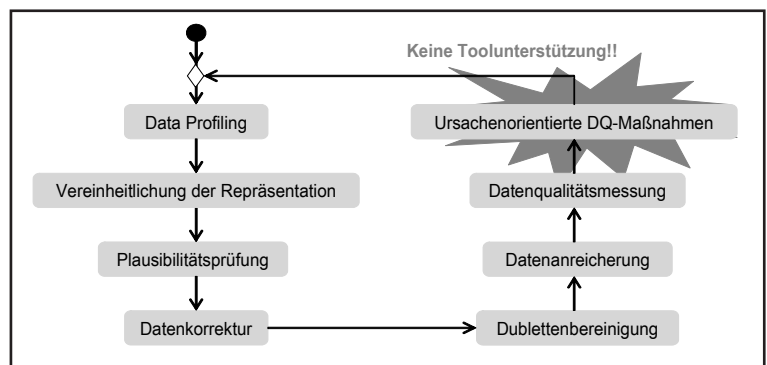 Keine Toolunterstützung!!
Data Profiling
Ursachenorientierte DQ-Maßnahmen
Vereinheitlichung der Repräsentation
Datenqualitätsmessung
Plausibilitätsprüfung
Datenanreicherung
Datenkorrektur
Dublettenbereinigung